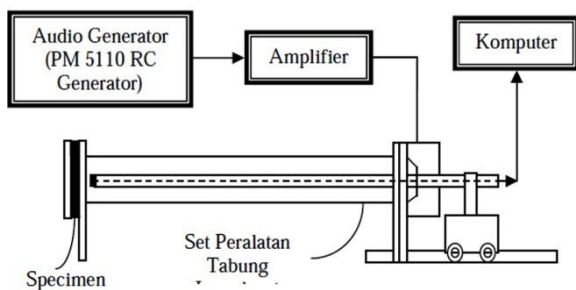 Audio Generator
(PM 5110 RC
Generator)
Amplifier
Komputer
Set Peralatan
Tabung
Specimen